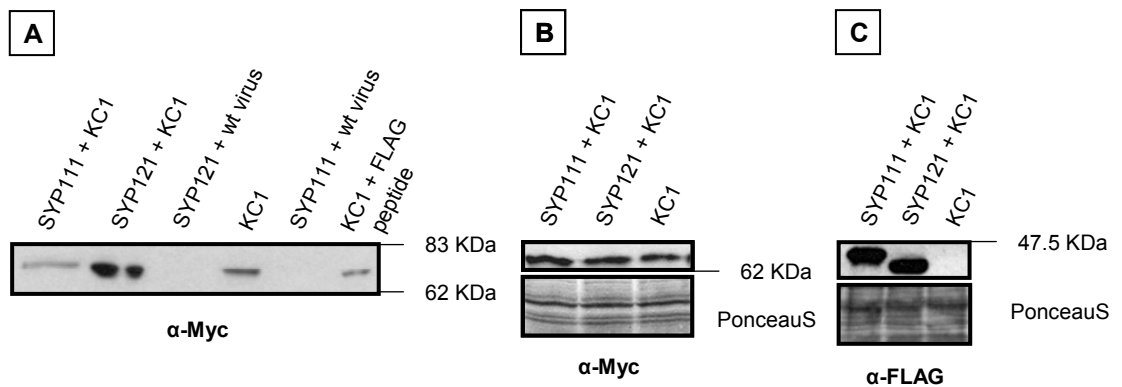 A
SYP111 + KC1
SYP121 + KC1
SYP121 + wt virus
KC1
SYP111 + wt virus
KC1 + FLAG
peptide
83 KDa
62 KDa
α-Myc
B
SYP111 + KC1
SYP121 + KC1
KC1
62 KDa
PonceauS
α-Myc
C
SYP111 + KC1
SYP121 + KC1
KC1
47.5 KDa
PonceauS
α-FLAG